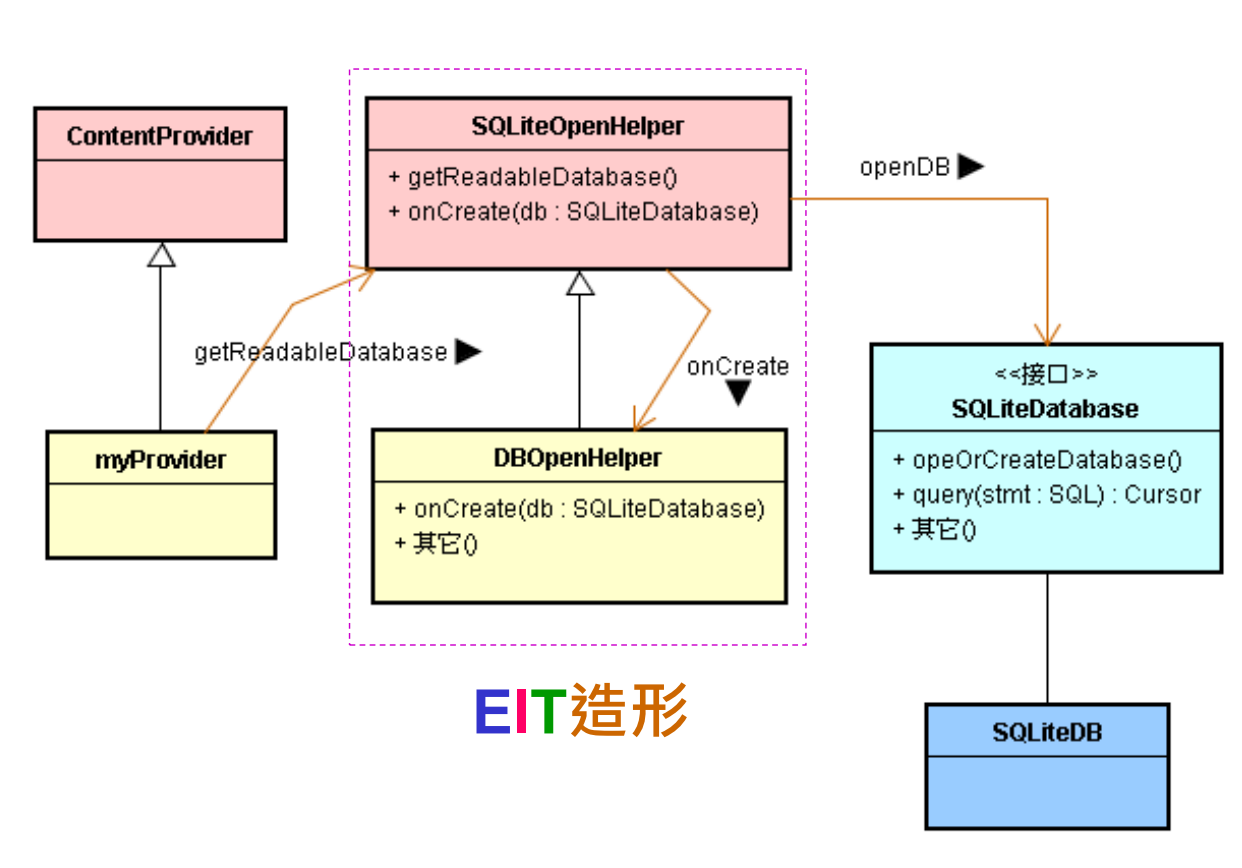 ContentProvider
SQLiteOpenHelper
+ getReadableDatabase()
+ onCreate(db : SQLiteDatabase)
openDB
getReadableDatabase
onCreate
<<接口>>
SQLiteDatabase
+ opeOrCreateDatabase()
+ query(stmt : SQL) : Cursor
+ 其它()
myProvider
DBOpenHelper
+ onCreate(db : SQLiteDatabase)
+ 其它()
EIT造形
SQLiteDB